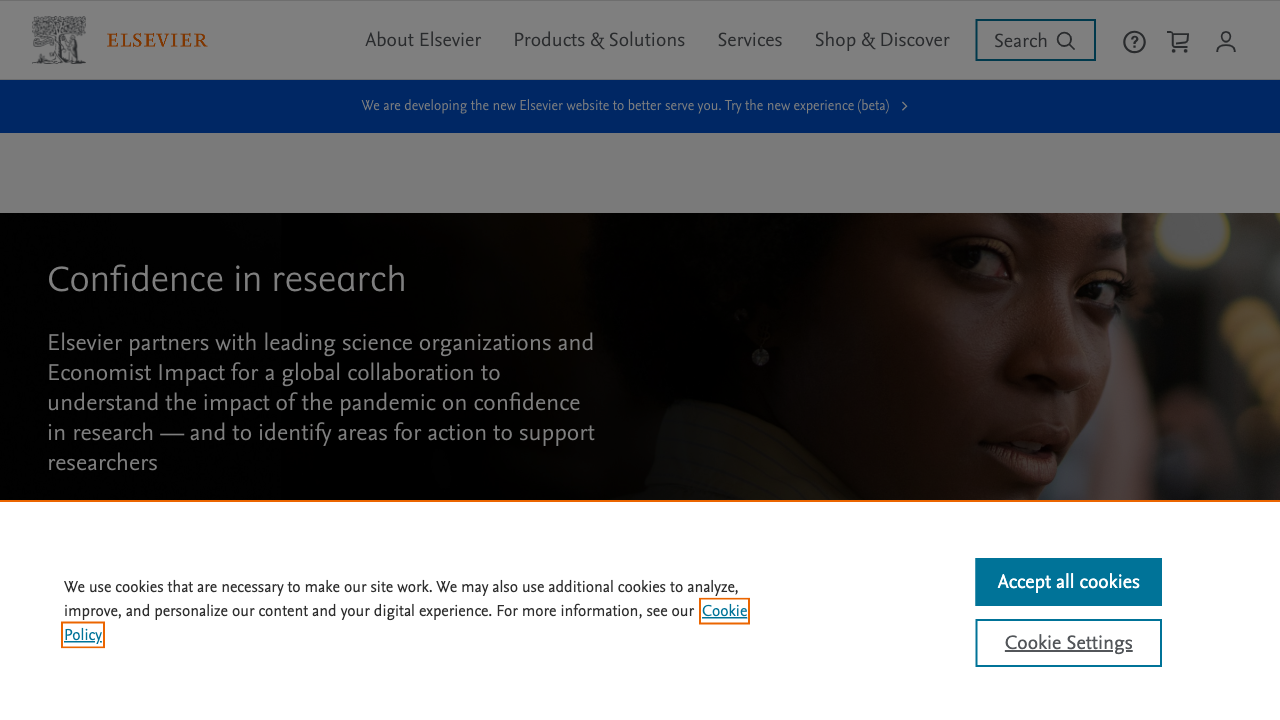 ELSEVIER
About Elsevier
Products & Solutions
Services
Shop & Discover
Search
We are developing the new Elsevier website to better serve you. Try the new experience (beta)
Confidence in research
Elsevier partners with leading science organizations and
Economist Impact for a global collaboration to
understand the impact of the pandemic on confidence
in research — and to identify areas for action to support
researchers
We use cookies that are necessary to make our site work. We may also use additional cookies to analyze,
improve, and personalize our content and your digital experience. For more information, see our Cookie
Policy
Accept all cookies
Cookie Settings